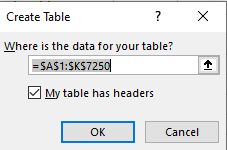 Create Table
Where is the data for your table?
=$A$1:$K$7250
My table has headers
OK
Cancel